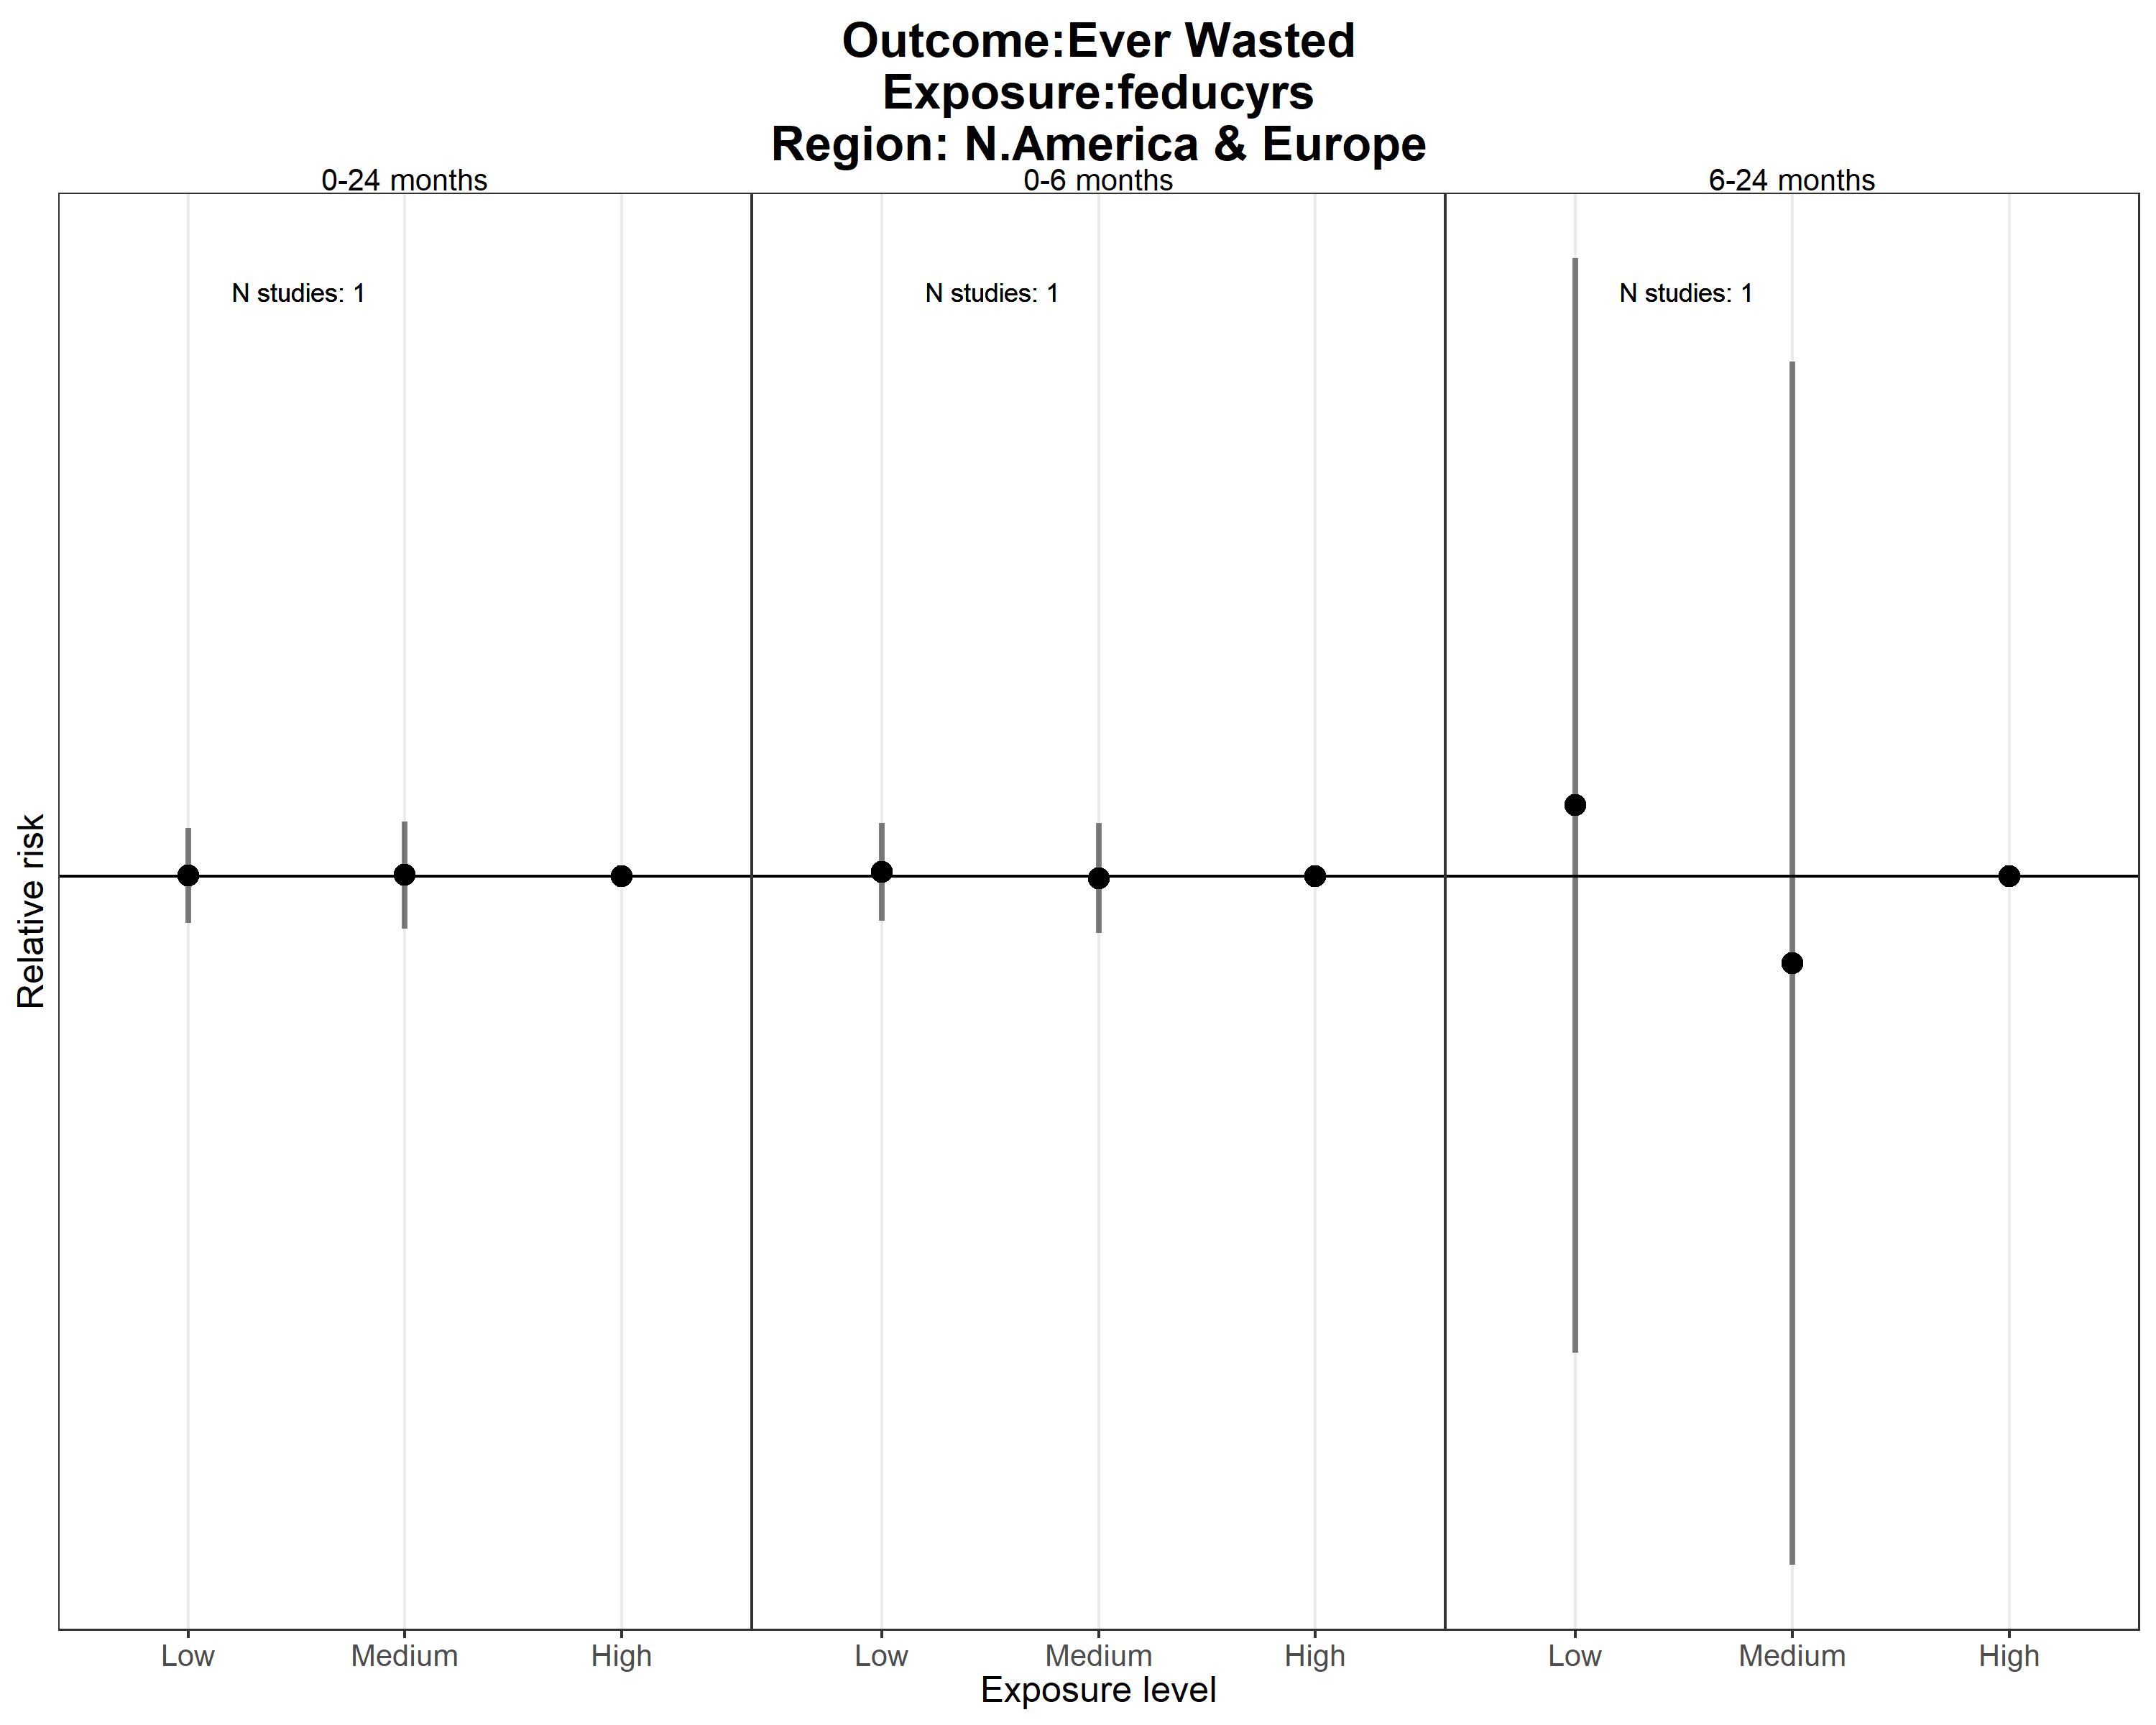 Outcome:Ever Wasted
Exposure:feducyrs
Region: N.America & Europe
0-24 months
0-6 months
6-24 months
N studies: 1
N studies: 1
N studies: 1
Relative risk
Low
Medium
High
Low
Medium
High
Low
Medium
High
Exposure level